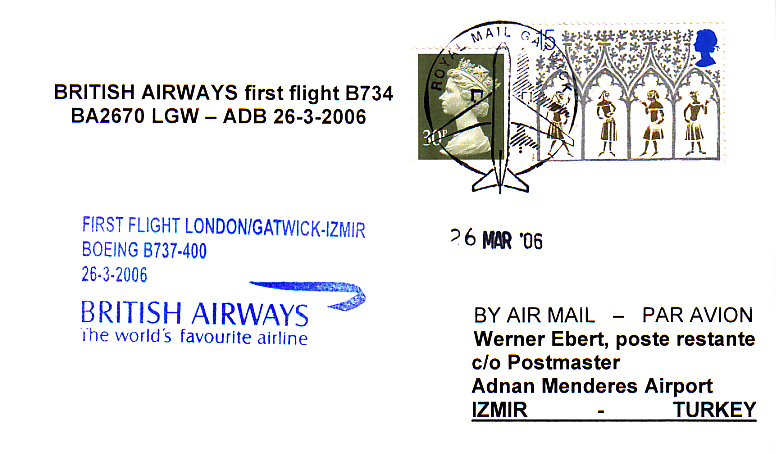 BRITISH AIRWAYS first flight B734
BA2670 LGW – ADB 26-3-2006
ROYAL MAIL GATWICK
30P
15
26 MAR '06
FIRST FLIGHT LONDON/GATWICK-IZMIR
BOEING B737-400
26-3-2006
BRITISH AIRWAYS
The world's favourite airline
BY AIR MAIL – PAR AVION
Werner Ebert, poste restante
c/o Postmaster
Adnan Menderes Airport
IZMIR - TURKEY